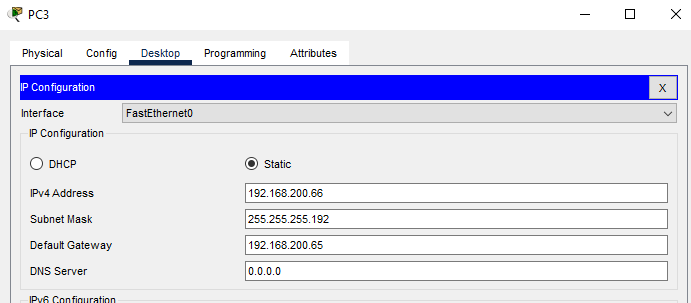 PC3
Physical Config Desktop Programming Attributes
IP Configuration X
Interface FastEthernet0
IP Configuration
DHCP Static
IPv4 Address 192.168.200.66
Subnet Mask 255.255.255.192
Default Gateway 192.168.200.65
DNS Server 0.0.0.0
IPv6 Configuration